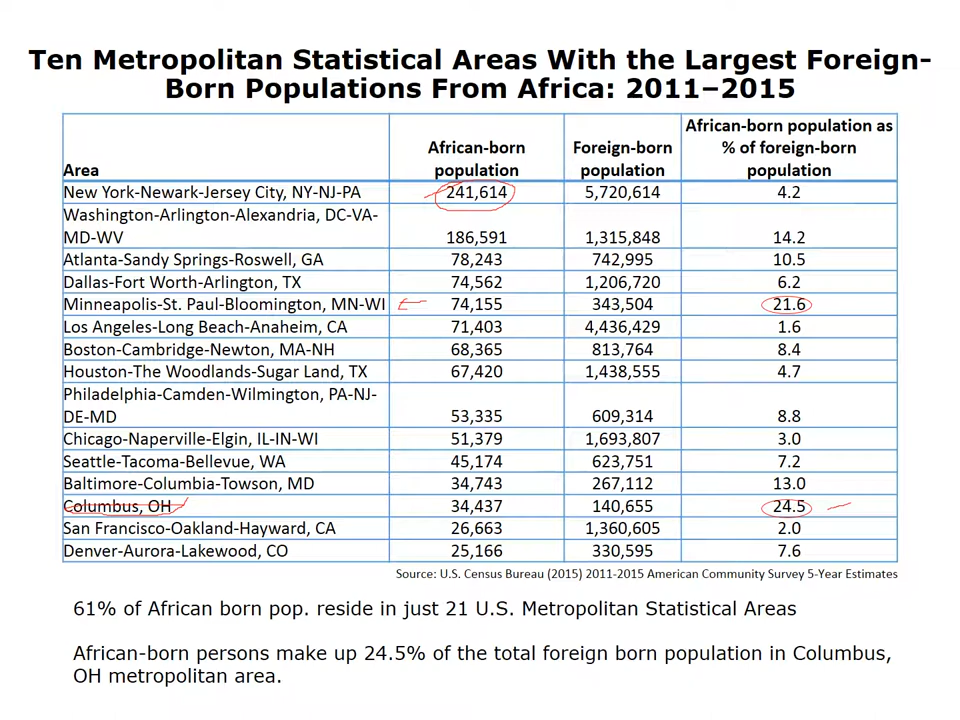 Ten Metropolitan Statistical Areas With the Largest Foreign-
Born Populations From Africa: 2011–2015
Area
African-born
population
Foreign-born
population
African-born population as
% of foreign-born
population
New York-Newark-Jersey City, NY-NJ-PA 241,614 5,720,614 4.2
Washington-Arlington-Alexandria, DC-VA-
MD-WV 186,591 1,315,848 14.2
Atlanta-Sandy Springs-Roswell, GA 78,243 742,995 10.5
Dallas-Fort Worth-Arlington, TX 74,562 1,206,720 6.2
Minneapolis-St. Paul-Bloomington, MN-WI 74,155 343,504 21.6
Los Angeles-Long Beach-Anaheim, CA 71,403 4,436,429 1.6
Boston-Cambridge-Newton, MA-NH 68,365 813,764 8.4
Houston-The Woodlands-Sugar Land, TX 67,420 1,438,555 4.7
Philadelphia-Camden-Wilmington, PA-NJ-
DE-MD 53,335 609,314 8.8
Chicago-Naperville-Elgin, IL-IN-WI 51,379 1,693,807 3.0
Seattle-Tacoma-Bellevue, WA 45,174 623,751 7.2
Baltimore-Columbia-Towson, MD 34,743 267,112 13.0
Columbus, OH 34,437 140,655 24.5
San Francisco-Oakland-Hayward, CA 26,663 1,360,605 2.0
Denver-Aurora-Lakewood, CO 25,166 330,595 7.6
Source: U.S. Census Bureau (2015) 2011-2015 American Community Survey 5-Year Estimates
61% of African born pop. reside in just 21 U.S. Metropolitan Statistical Areas
African-born persons make up 24.5% of the total foreign born population in Columbus,
OH metropolitan area.